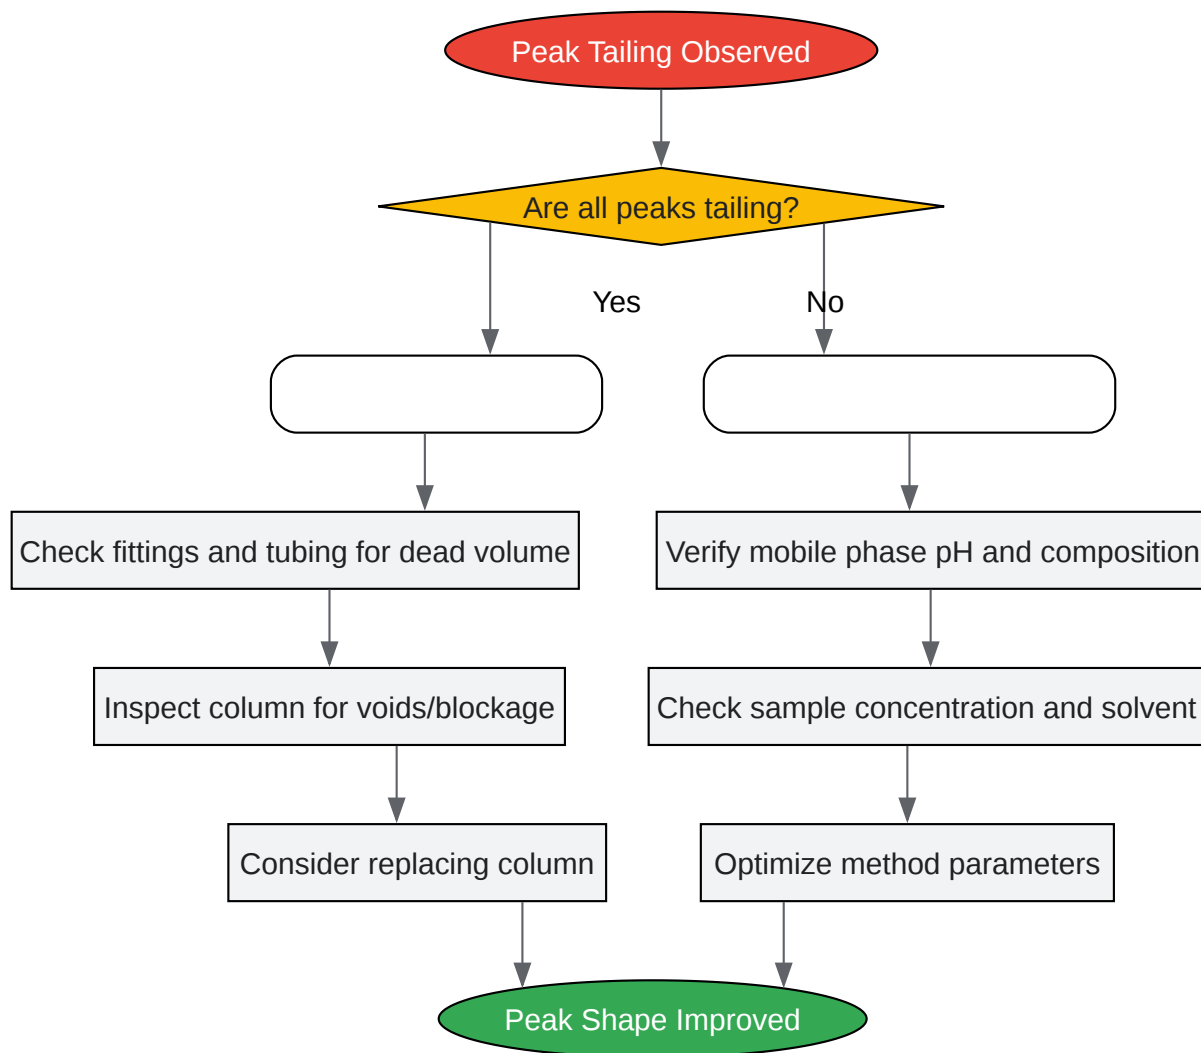 Peak Tailing Observed
Are all peaks tailing?
Yes
No
Check fittings and tubing for dead volume
Verify mobile phase pH and composition
Inspect column for voids/blockage
Check sample concentration and solvent
Consider replacing column
Optimize method parameters
Peak Shape Improved